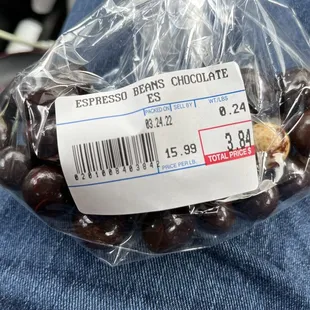 ESPRESSO BEANS CHOCOLATE
ES
PACKED ON SELL BY WT/LBS
03.24.22 0.24
15.99 3.84
PRICE PER LB. TOTAL PRICE $
0201008403842